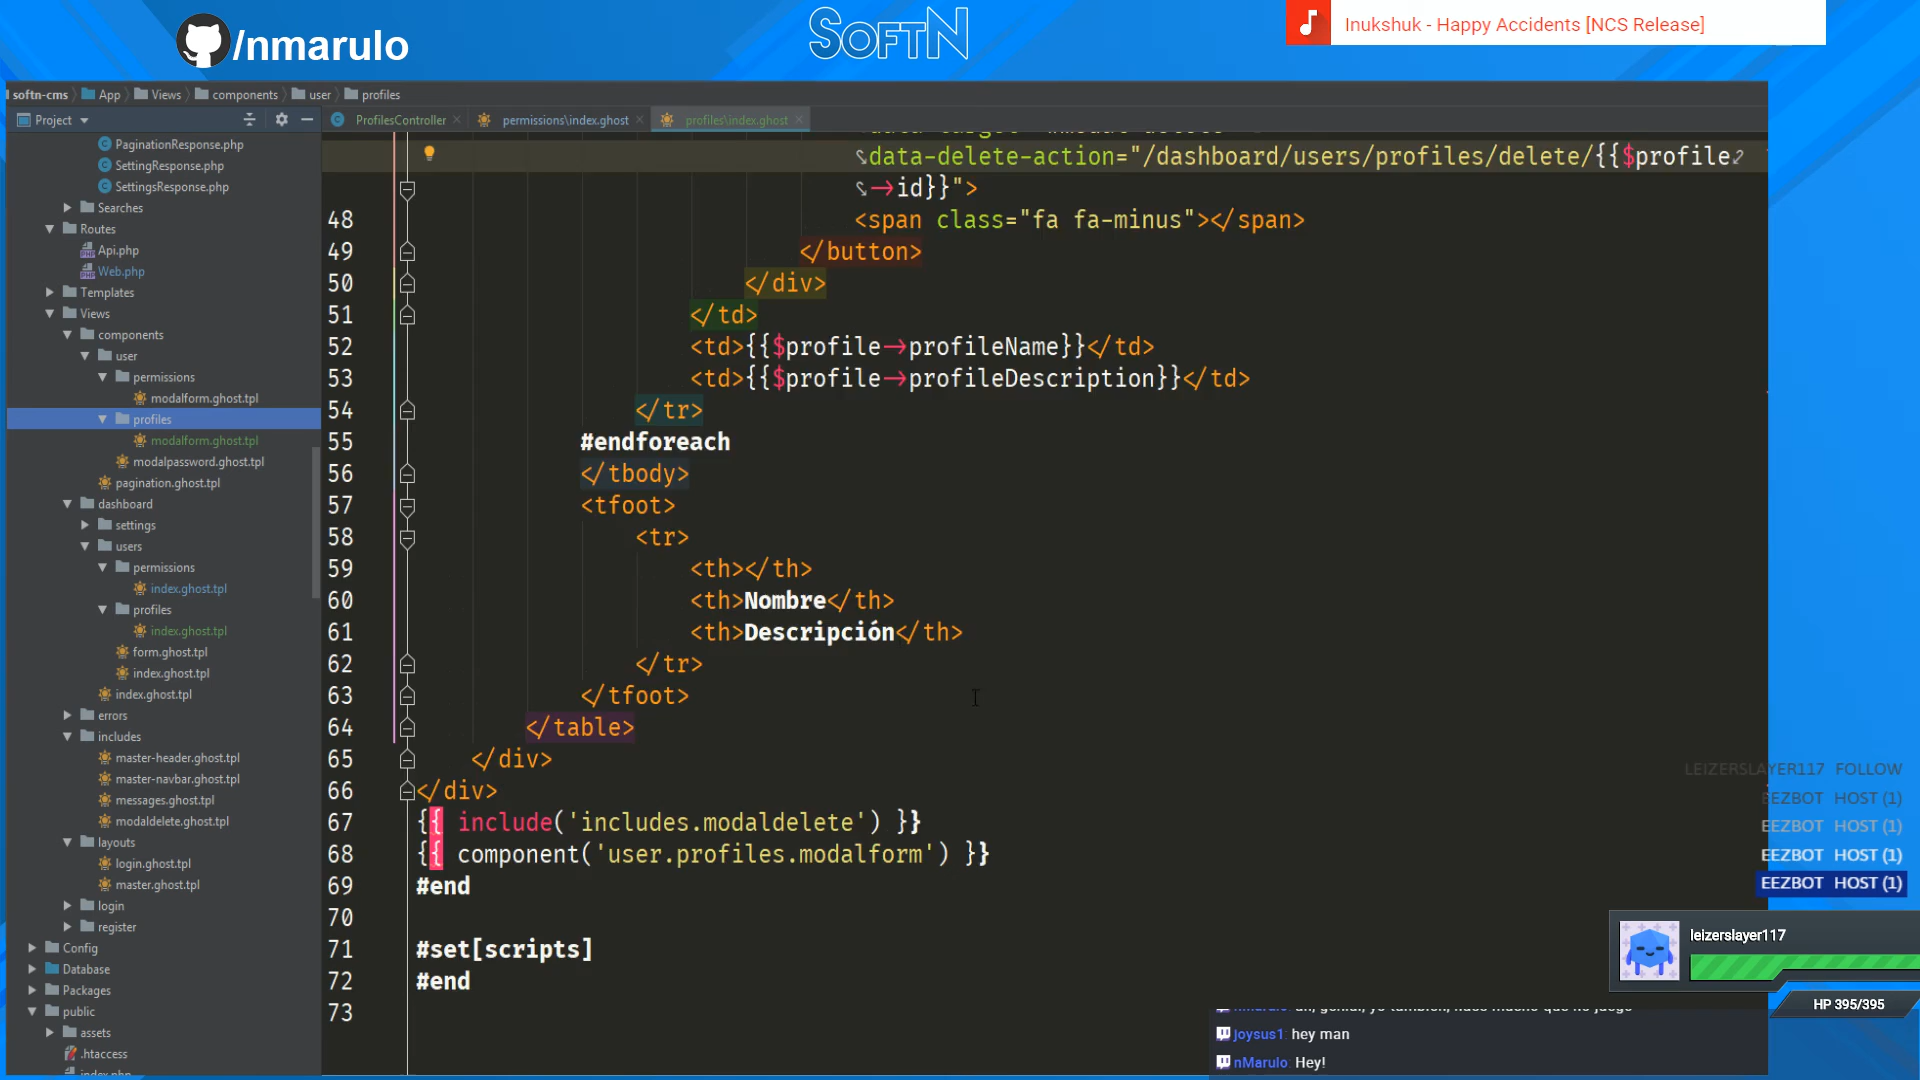 /nmarulo
SOFTN
Inukshuk - Happy Accidents [NCS Release]
softn-cms App Views components user profiles
Project
ProfilesController
permissions\index.ghost
profiles\index.ghost
PaginationResponse.php
SettingResponse.php
SettingsResponse.php
Searches
Routes
Api.php
Web.php
Templates
Views
components
user
permissions
modalform.ghost.tpl
profiles
modalform.ghost.tpl
modalpassword.ghost.tpl
pagination.ghost.tpl
dashboard
settings
users
permissions
index.ghost.tpl
profiles
index.ghost.tpl
form.ghost.tpl
index.ghost.tpl
index.ghost.tpl
errors
includes
master-header.ghost.tpl
master-navbar.ghost.tpl
messages.ghost.tpl
modaldelete.ghost.tpl
layouts
login.ghost.tpl
master.ghost.tpl
login
register
Config
Database
Packages
public
assets
.htaccess
index.php
data-delete-action="/dashboard/users/profiles/delete/{{$profile
->id}}">
48 <span class="fa fa-minus"></span>
49 </button>
50 </div>
51 </td>
52 <td>{{$profile->profileName}}</td>
53 <td>{{$profile->profileDescription}}</td>
54 </tr>
55 #endforeach
56 </tbody>
57 <tfoot>
58 <tr>
59 <th></th>
60 <th>Nombre</th>
61 <th>Descripción</th>
62 </tr>
63 </tfoot>
64 </table>
65 </div>
66 </div>
67 {{ include('includes.modaldelete') }}
68 {{ component('user.profiles.modalform') }}
69 #end
70
71 #set[scripts]
72 #end
73
LEIZERSLAYER117 FOLLOW
EEZBOT HOST (1)
EEZBOT HOST (1)
EEZBOT HOST (1)
EEZBOT HOST (1)
leizerslayer117
HP 395/395
joysus1: hey man
nMarulo: Hey!